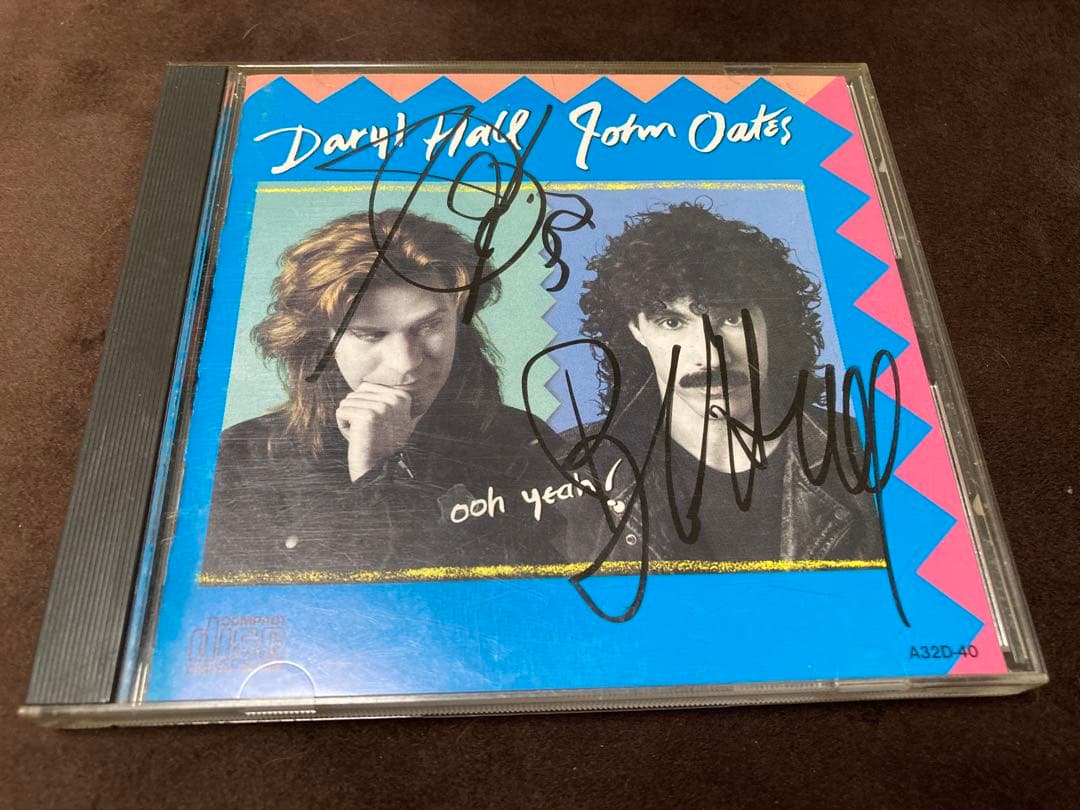 Daryl Hall John Oates
ooh yeah!
COMPACT
disc
A32D-40